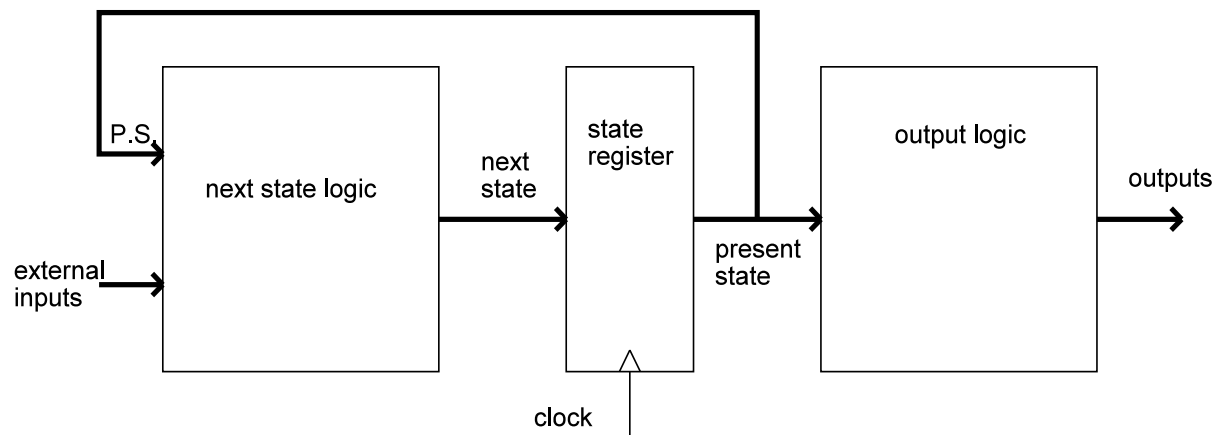 P.S.
next state logic
external
inputs
next
state
state
register
clock
present
state
output logic
outputs